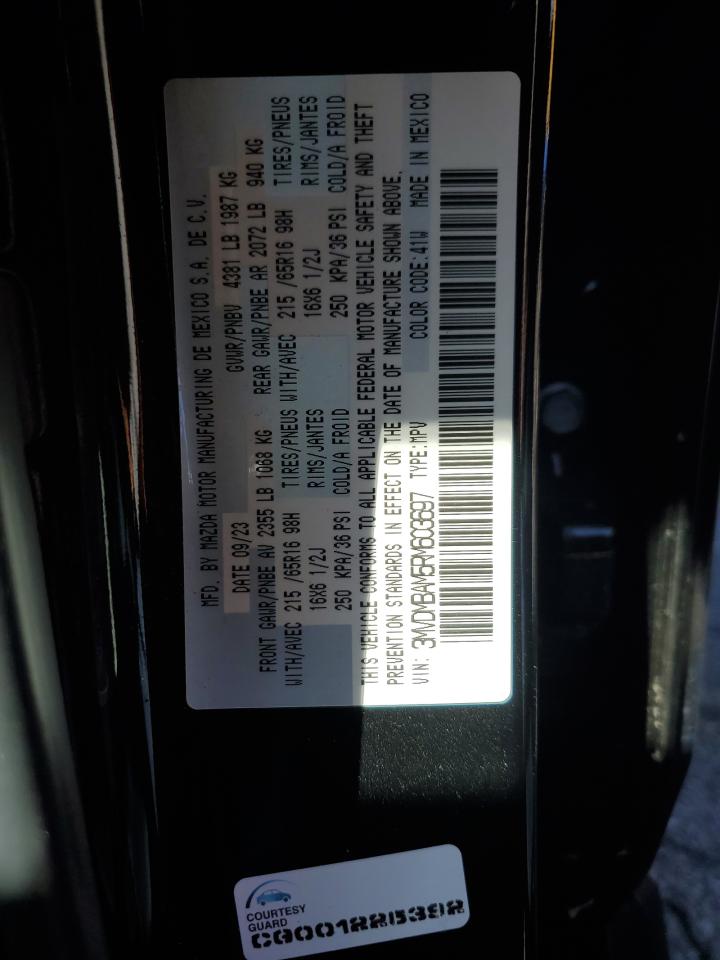 MFD. BY MAZDA MOTOR MANUFACTURING DE MEXICO S.A. DE C.V.
DATE 09/23 GVWR/PNBV 4381 LB 1987 KG
FRONT GAWR/PNBE AV 2355 LB 1068 KG REAR GAWR/PNBE AR 2072 LB 940 KG
WITH/AVEC 215 /65R16 98H TIRES/PNEUS WITH/AVEC 215 /65R16 98H TIRES/PNEUS
16X6 1/2J RIMS/JANTES 16X6 1/2J RIMS/JANTES
250 KPA/36 PSI COLD/A FROID 250 KPA/36 PSI COLD/A FROID
THIS VEHICLE CONFORMS TO ALL APPLICABLE FEDERAL MOTOR VEHICLE SAFETY AND THEFT
PREVENTION STANDARDS IN EFFECT ON THE DATE OF MANUFACTURE SHOWN ABOVE.
VIN: 3MVDMBAM5RM603697 TYPE:MPV COLOR CODE:41W MADE IN MEXICO
COURTESY
GUARD
CG001225392